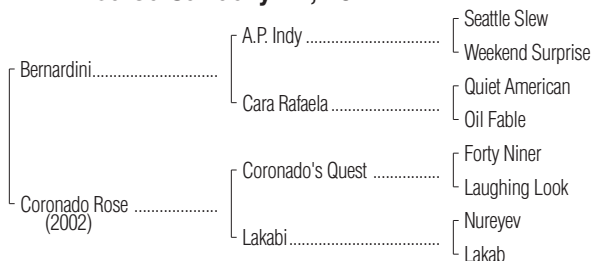 Seattle Slew
A.P. Indy
Weekend Surprise
Bernardini
Quiet American
Cara Rafaela
Oil Fable
Forty Niner
Coronado's Quest
Laughing Look
Coronado Rose
(2002)
Nureyev
Lakabi
Lakab